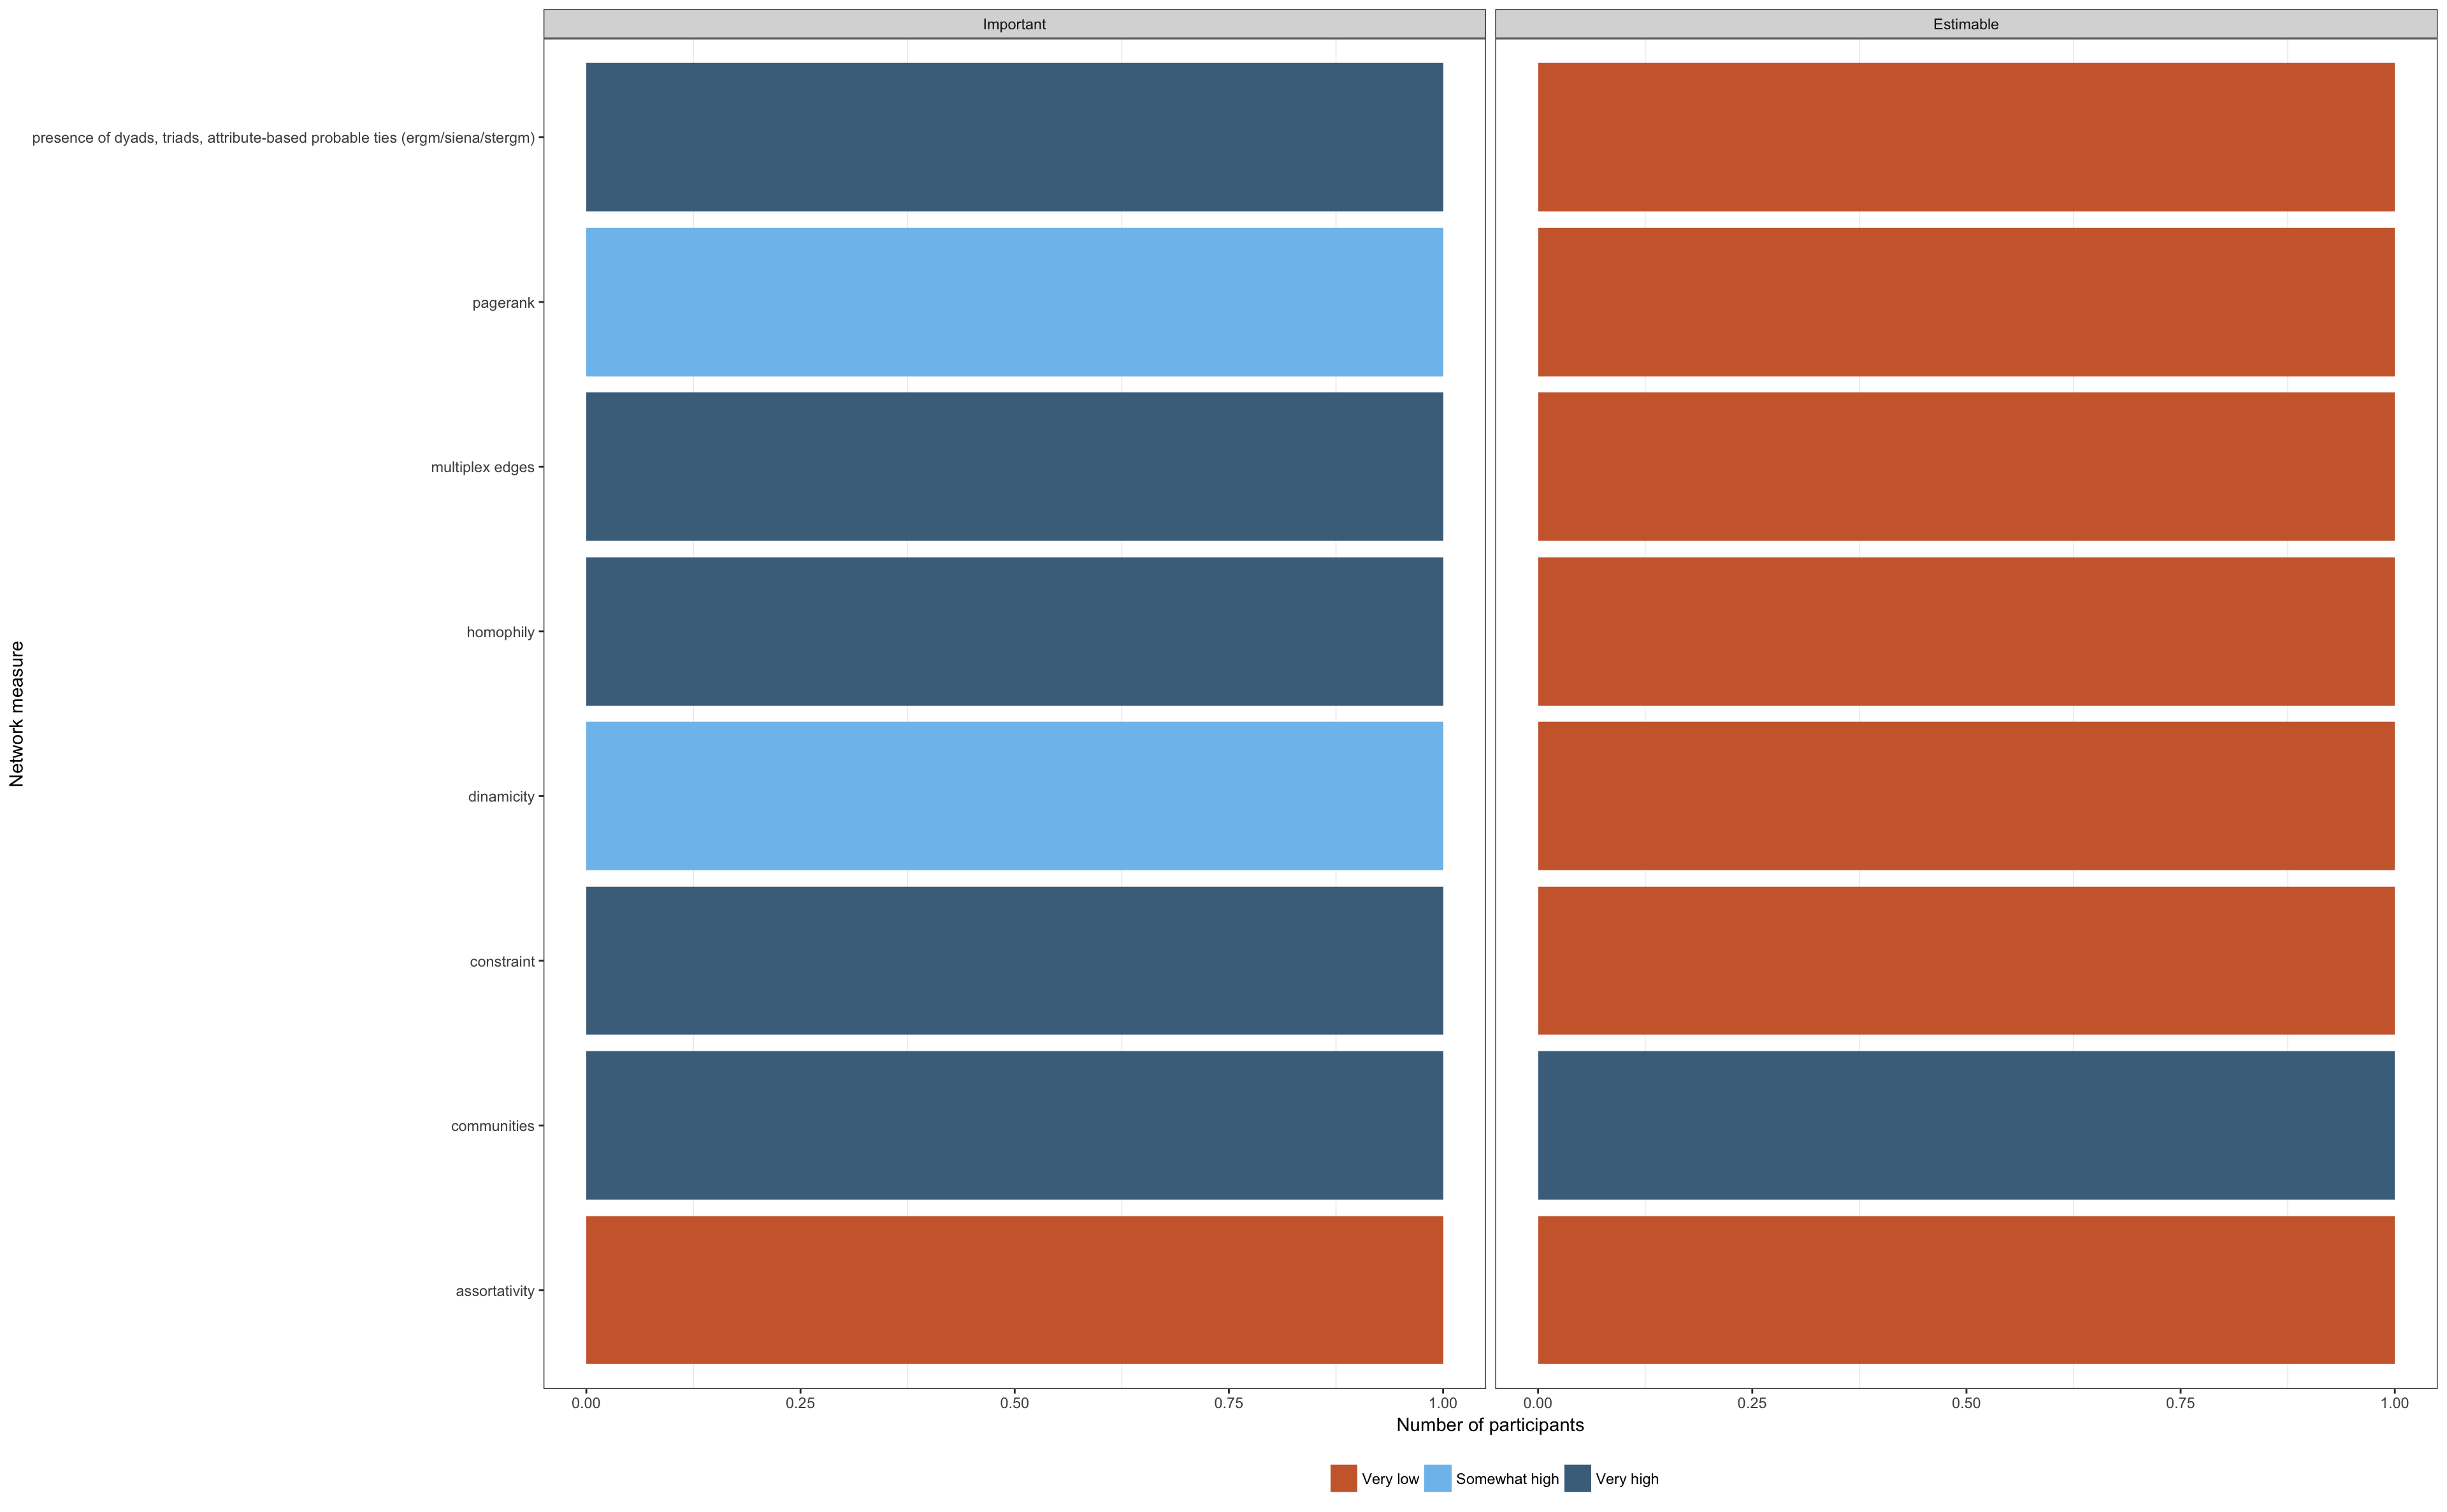 Important
Estimable
presence of dyads, triads, attribute-based probable ties (ergm/siena/stergm)
pagerank
multiplex edges
homophily
dinamicity
constraint
communities
assortativity
Network measure
0.00 0.25 0.50 0.75 1.00
0.00 0.25 0.50 0.75 1.00
Number of participants
Very low Somewhat high Very high